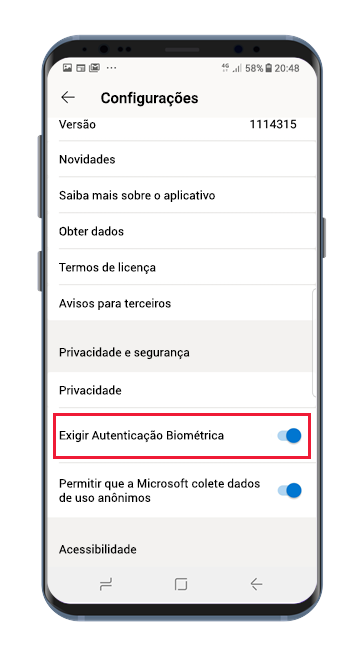 4G 58% 20:48
Configurações
Versão 1114315
Novidades
Saiba mais sobre o aplicativo
Obter dados
Termos de licença
Avisos para terceiros
Privacidade e segurança
Privacidade
Exigir Autenticação Biométrica
Permitir que a Microsoft colete dados
de uso anônimos
Acessibilidade